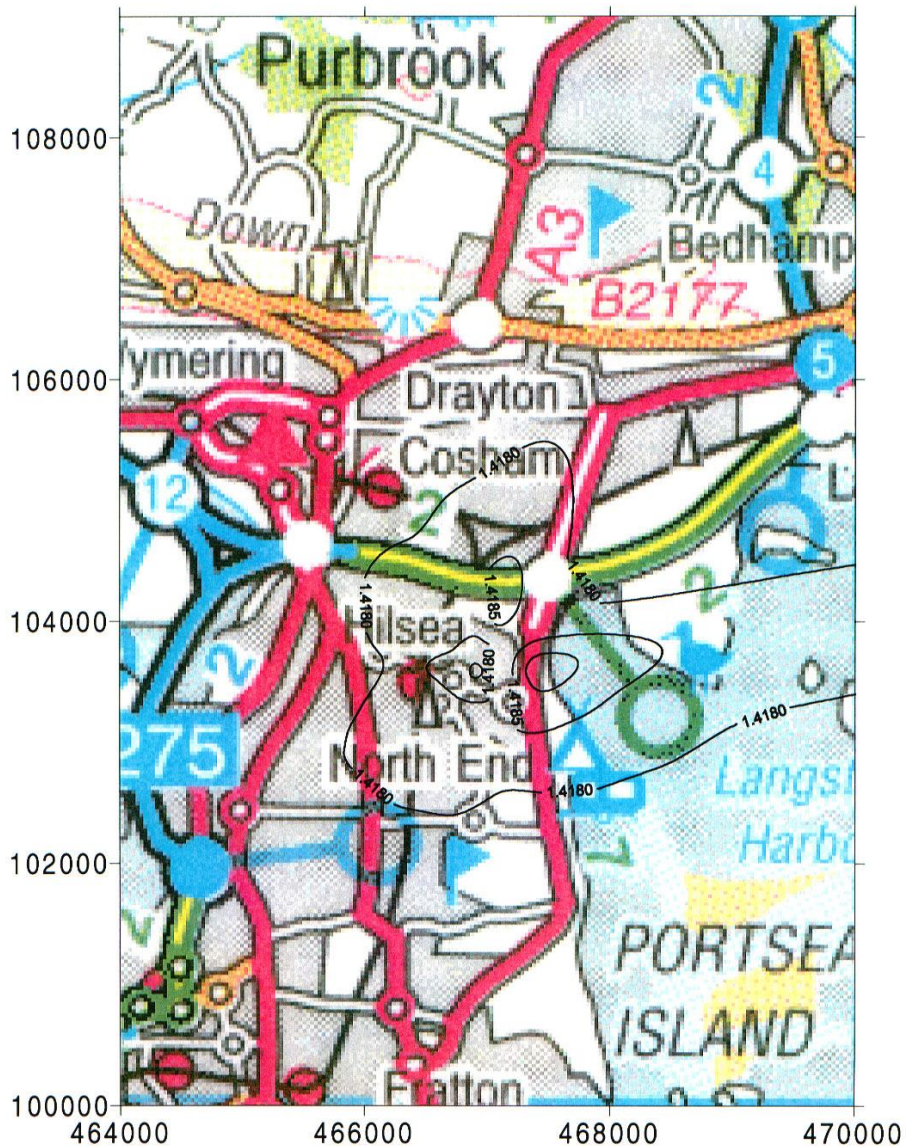 Purbrook
108000
2
4
Down
A3
Bedhamp
B2177
ymering
5
106000
Drayton
Cosham
1.4180
12
2
L
1.4180
1.4185
1.4180
2
104000
Hilsea
2
1.4180
1.4185
275
1.4180
North End
1.4180
1.4180
Langst
Harbo
102000
PORTSEA
ISLAND
Fratton
100000
464000
466000
468000
470000